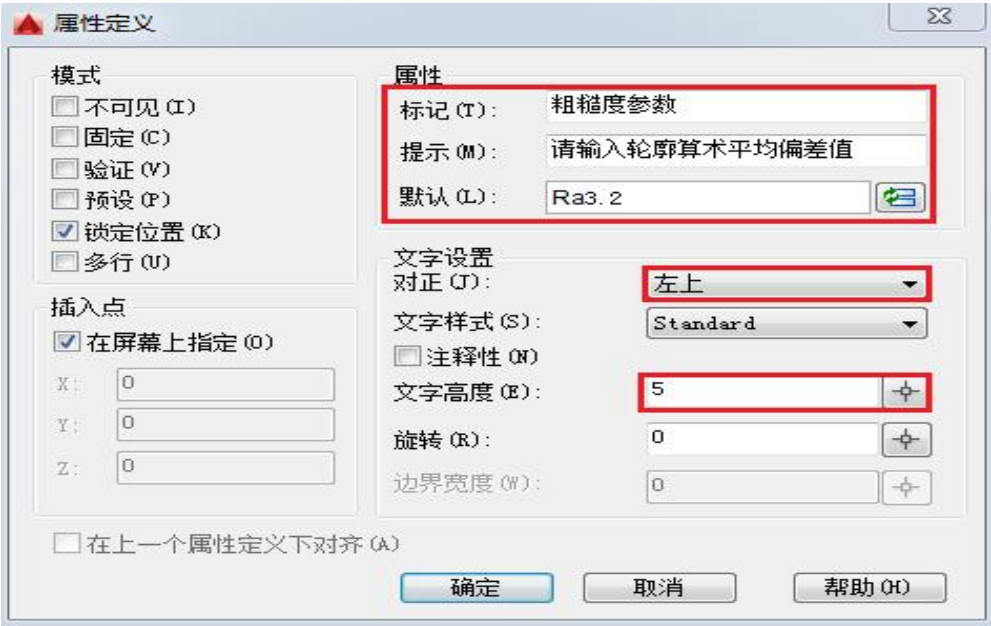 属性定义
模式
不可见(I)
固定(C)
验证(V)
预设(P)
锁定位置(K)
多行(U)
插入点
在屏幕上指定(O)
X: 0
Y: 0
Z: 0
属性
标记(T): 粗糙度参数
提示(M): 请输入轮廓算术平均偏差值
默认(L): Ra3.2
文字设置
对正(J): 左上
文字样式(S): Standard
注释性(N)
文字高度(E): 5
旋转(R): 0
边界宽度(W): 0
在上一个属性定义下对齐(A)
确定 取消 帮助(H)